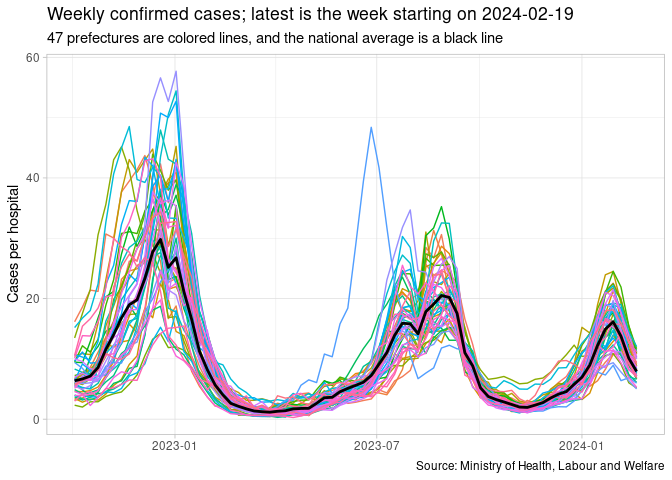 Weekly confirmed cases; latest is the week starting on 2024-02-19
47 prefectures are colored lines, and the national average is a black line
60
40
20
0
Cases per hospital
2023-01
2023-07
2024-01
Source: Ministry of Health, Labour and Welfare